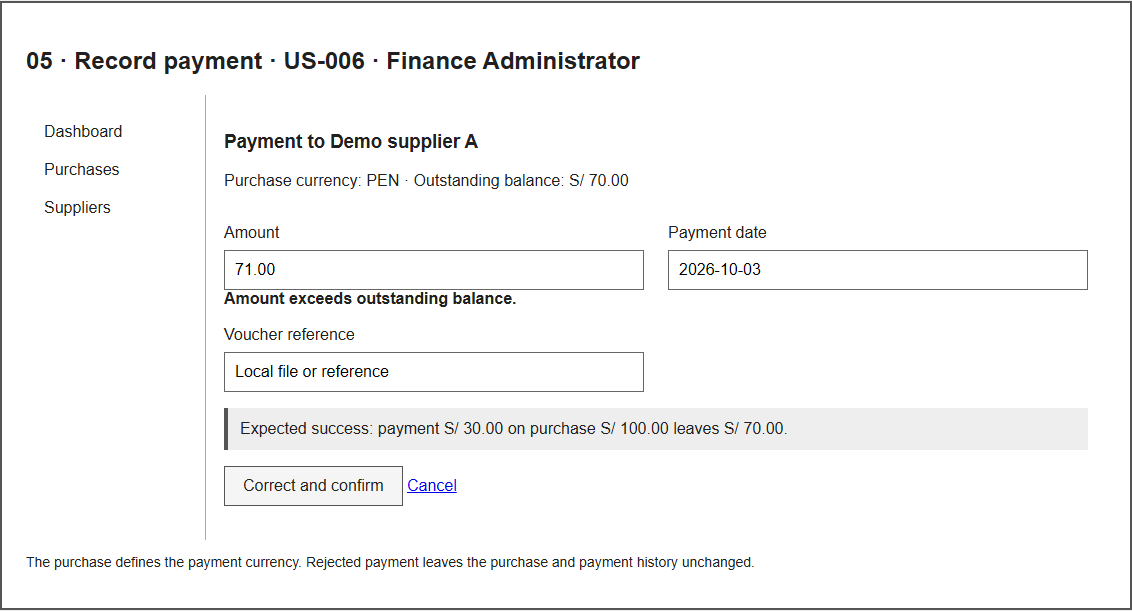 05 · Record payment · US-006 · Finance Administrator
Dashboard
Purchases
Suppliers
Payment to Demo supplier A
Purchase currency: PEN · Outstanding balance: S/ 70.00
Amount
Payment date
71.00
2026-10-03
Amount exceeds outstanding balance.
Voucher reference
Local file or reference
Expected success: payment S/ 30.00 on purchase S/ 100.00 leaves S/ 70.00.
Correct and confirm
Cancel
The purchase defines the payment currency. Rejected payment leaves the purchase and payment history unchanged.